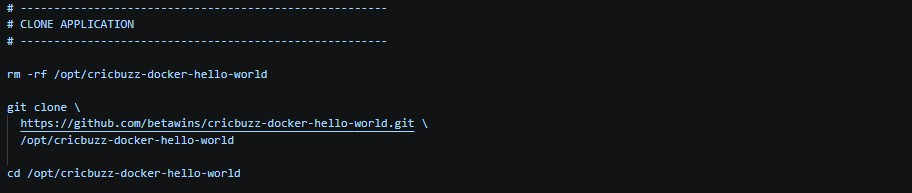 # -------------------------------------------------------
# CLONE APPLICATION
# -------------------------------------------------------
rm -rf /opt/cricbuzz-docker-hello-world
git clone \
https://github.com/betawins/cricbuzz-docker-hello-world.git \
/opt/cricbuzz-docker-hello-world
cd /opt/cricbuzz-docker-hello-world